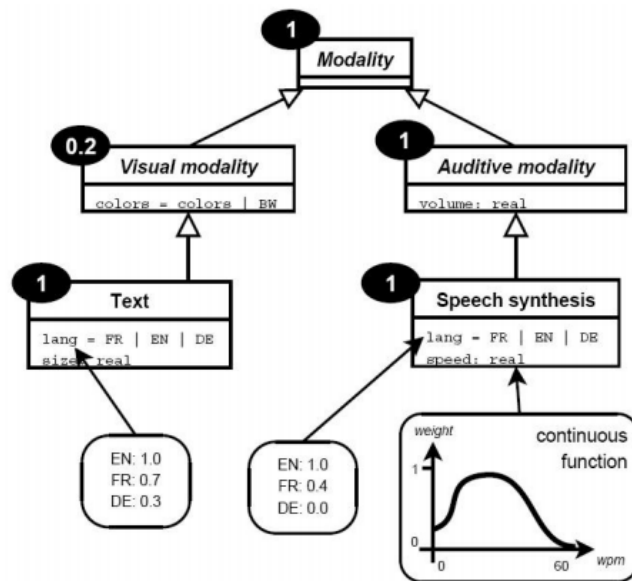 1
Modality
0.2
Visual modality
colors = colors | BW
1
Auditive modality
volume: real
1
Text
lang = FR | EN | DE
size: real
1
Speech synthesis
lang = FR | EN | DE
speed: real
EN: 1.0
FR: 0.7
DE: 0.3
EN: 1.0
FR: 0.4
DE: 0.0
weight
continuous
function
1
0
0
60
wpm